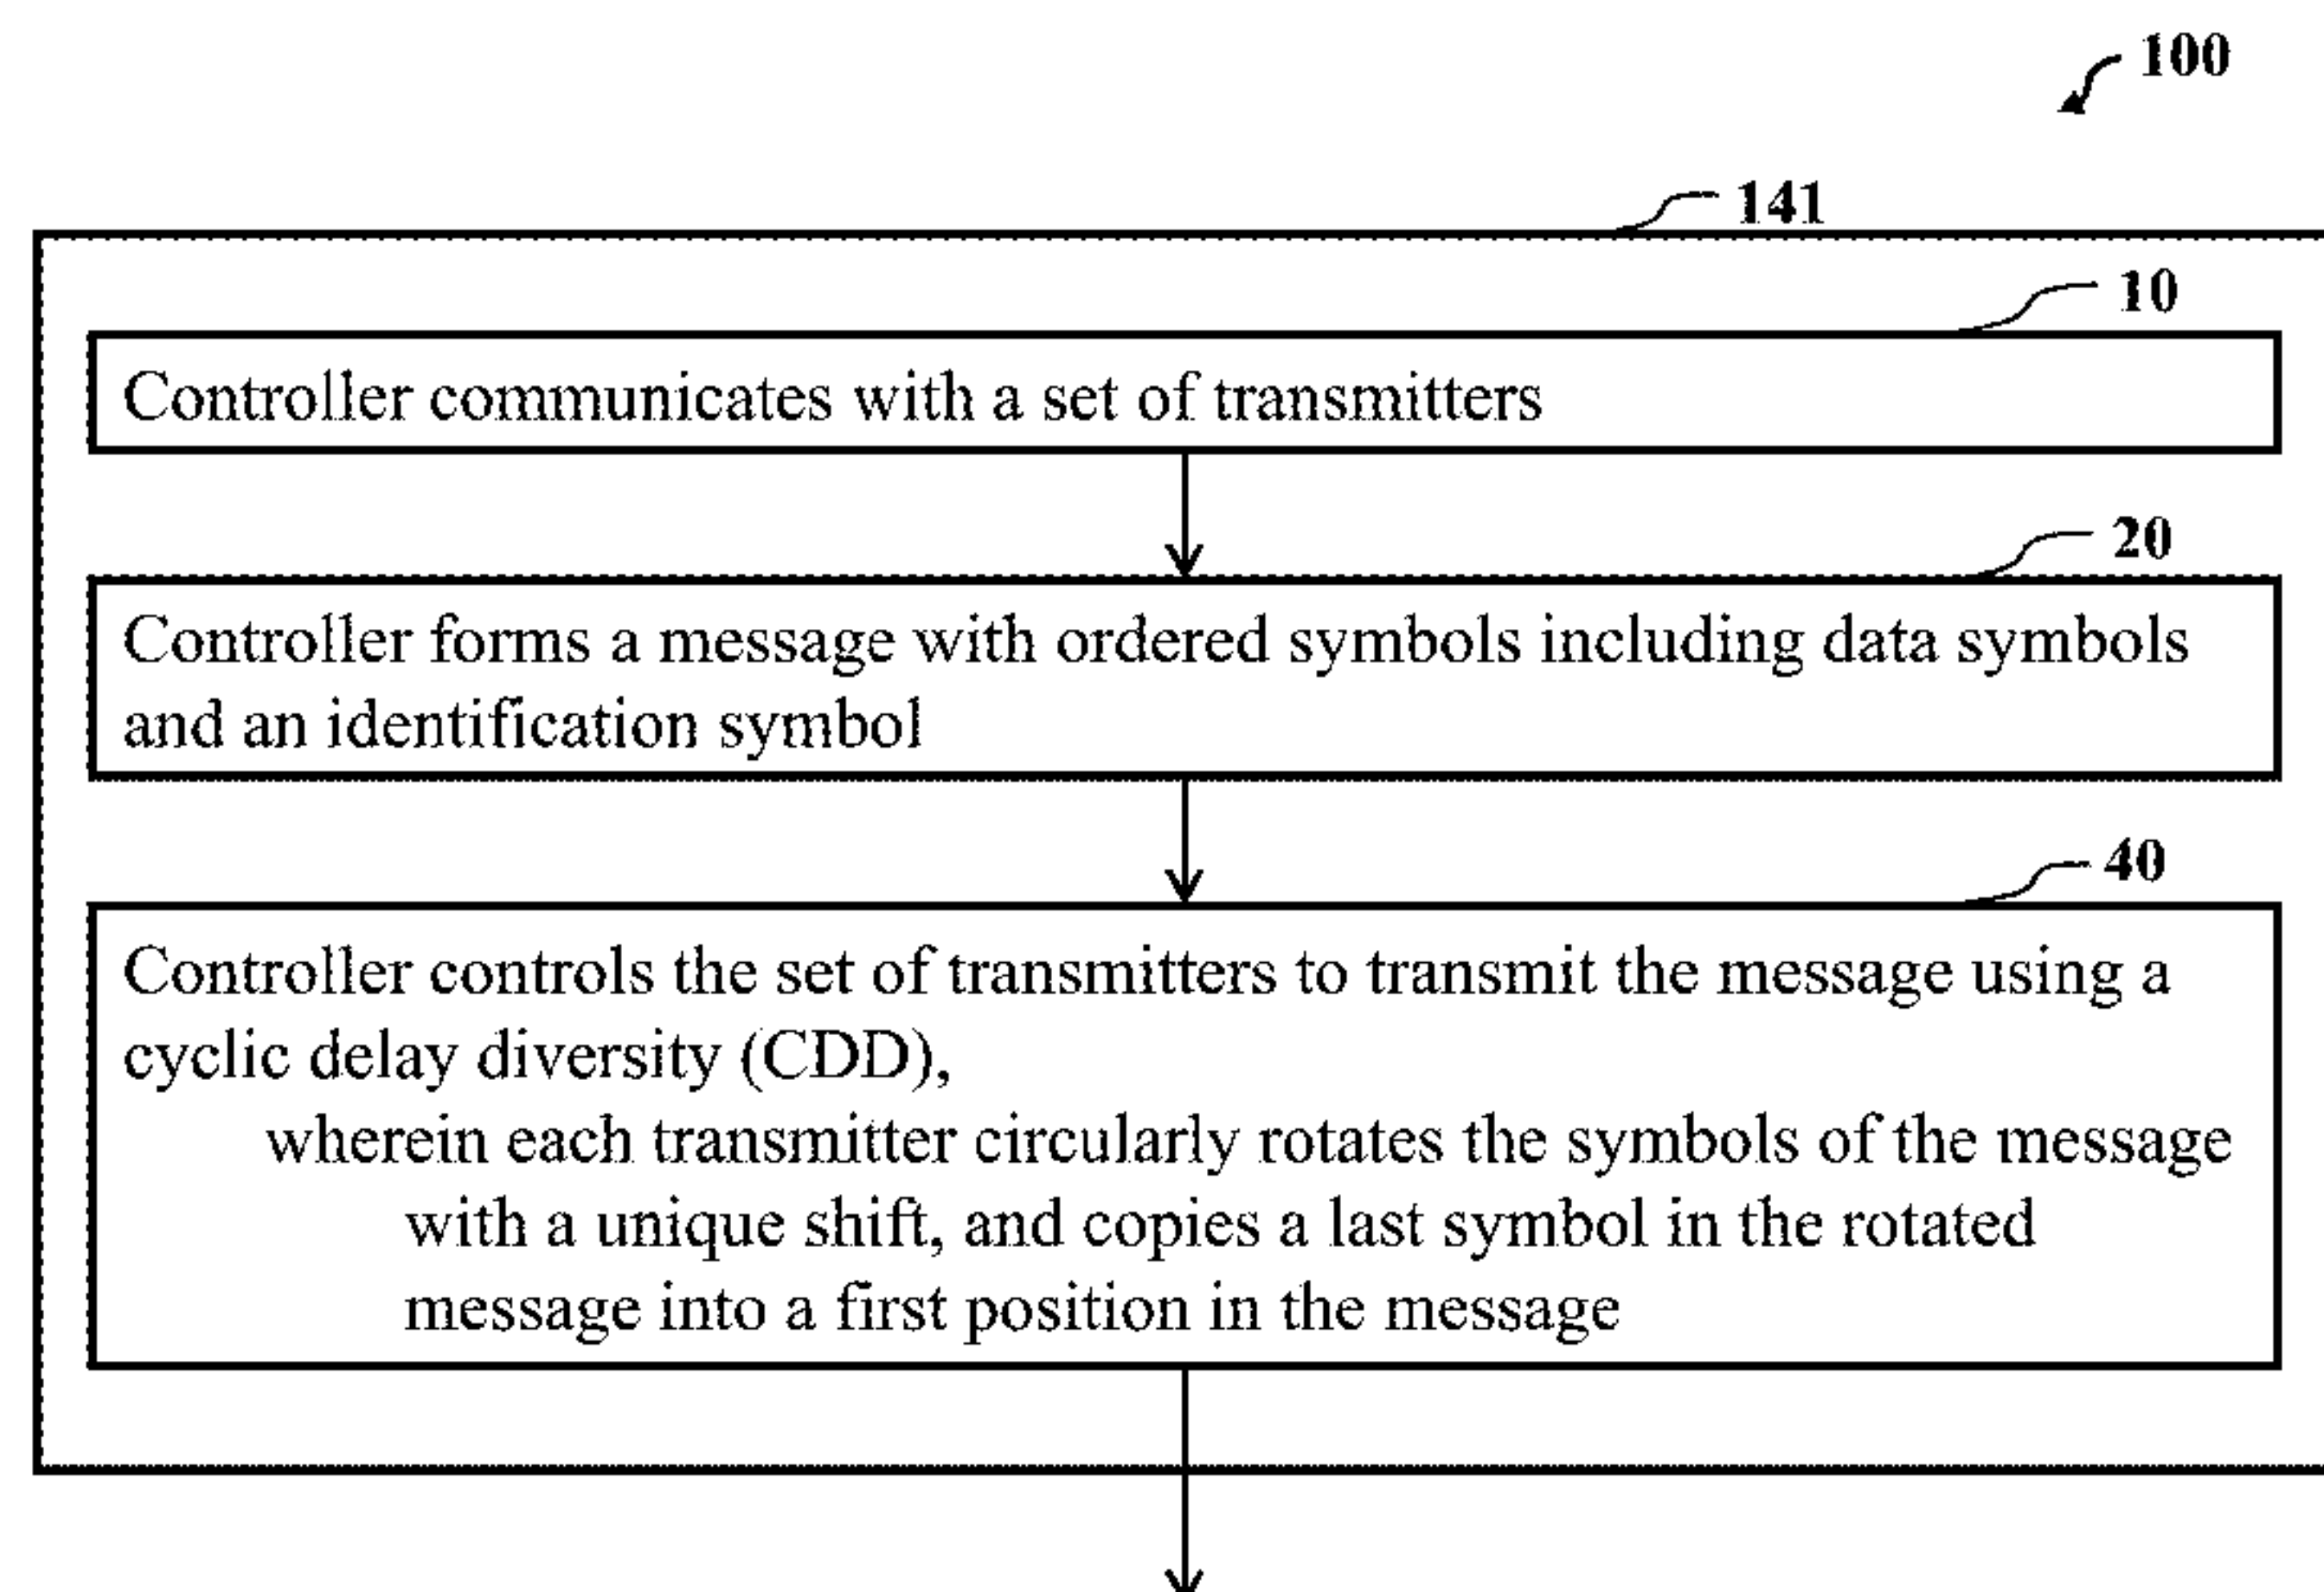 100
141
10
Controller communicates with a set of transmitters
20
Controller forms a message with ordered symbols including data symbols
and an identification symbol
40
Controller controls the set of transmitters to transmit the message using a
cyclic delay diversity (CDD),
wherein each transmitter circularly rotates the symbols of the message
with a unique shift, and copies a last symbol in the rotated
message into a first position in the message